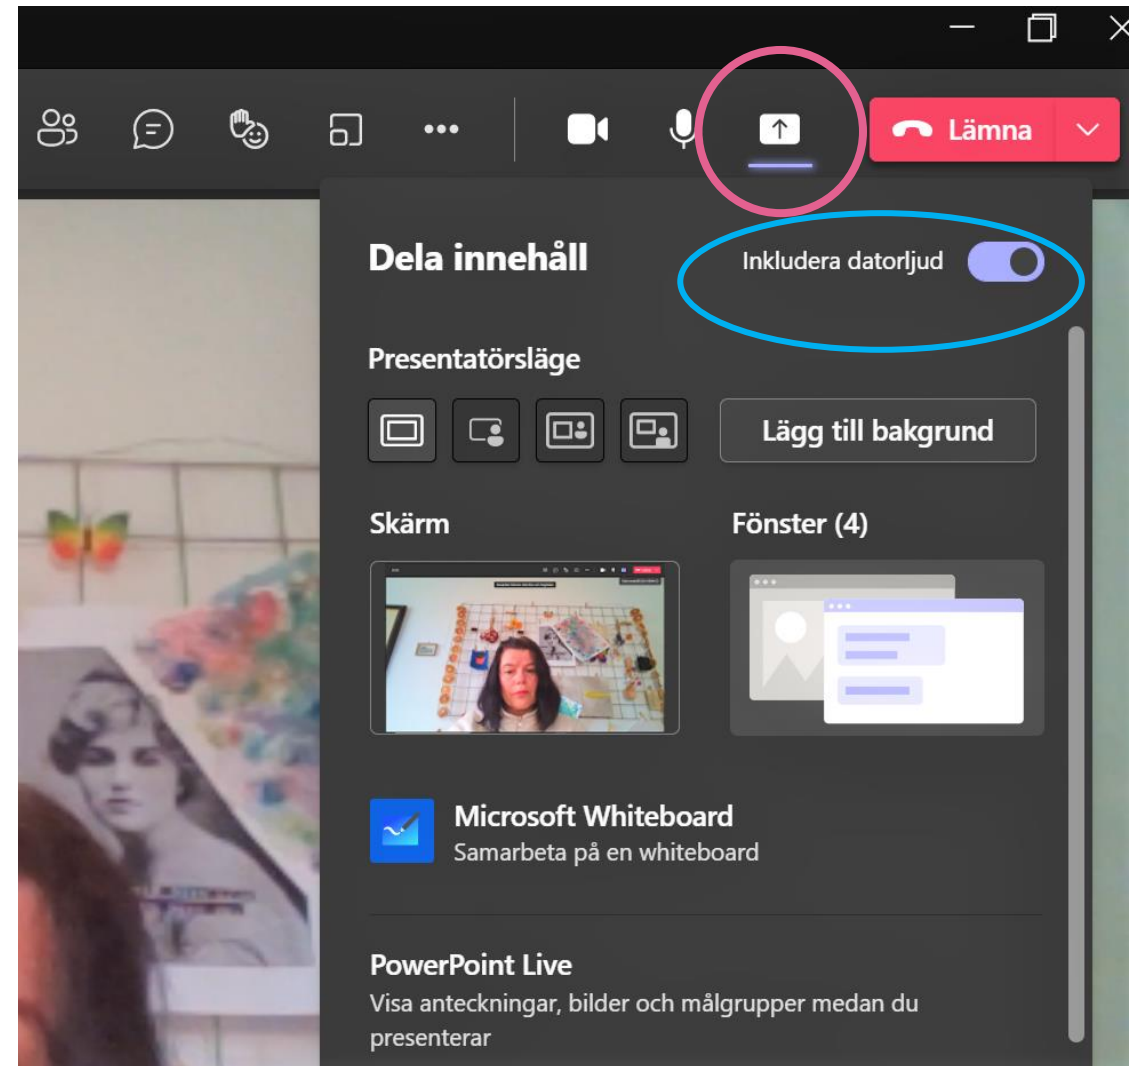 Lämna
Dela innehåll
Inkludera datorljud
Presentatörsläge
Lägg till bakgrund
Skärm
Fönster (4)
Microsoft Whiteboard
Samarbeta på en whiteboard
PowerPoint Live
Visa anteckningar, bilder och målgrupper medan du
presenterar